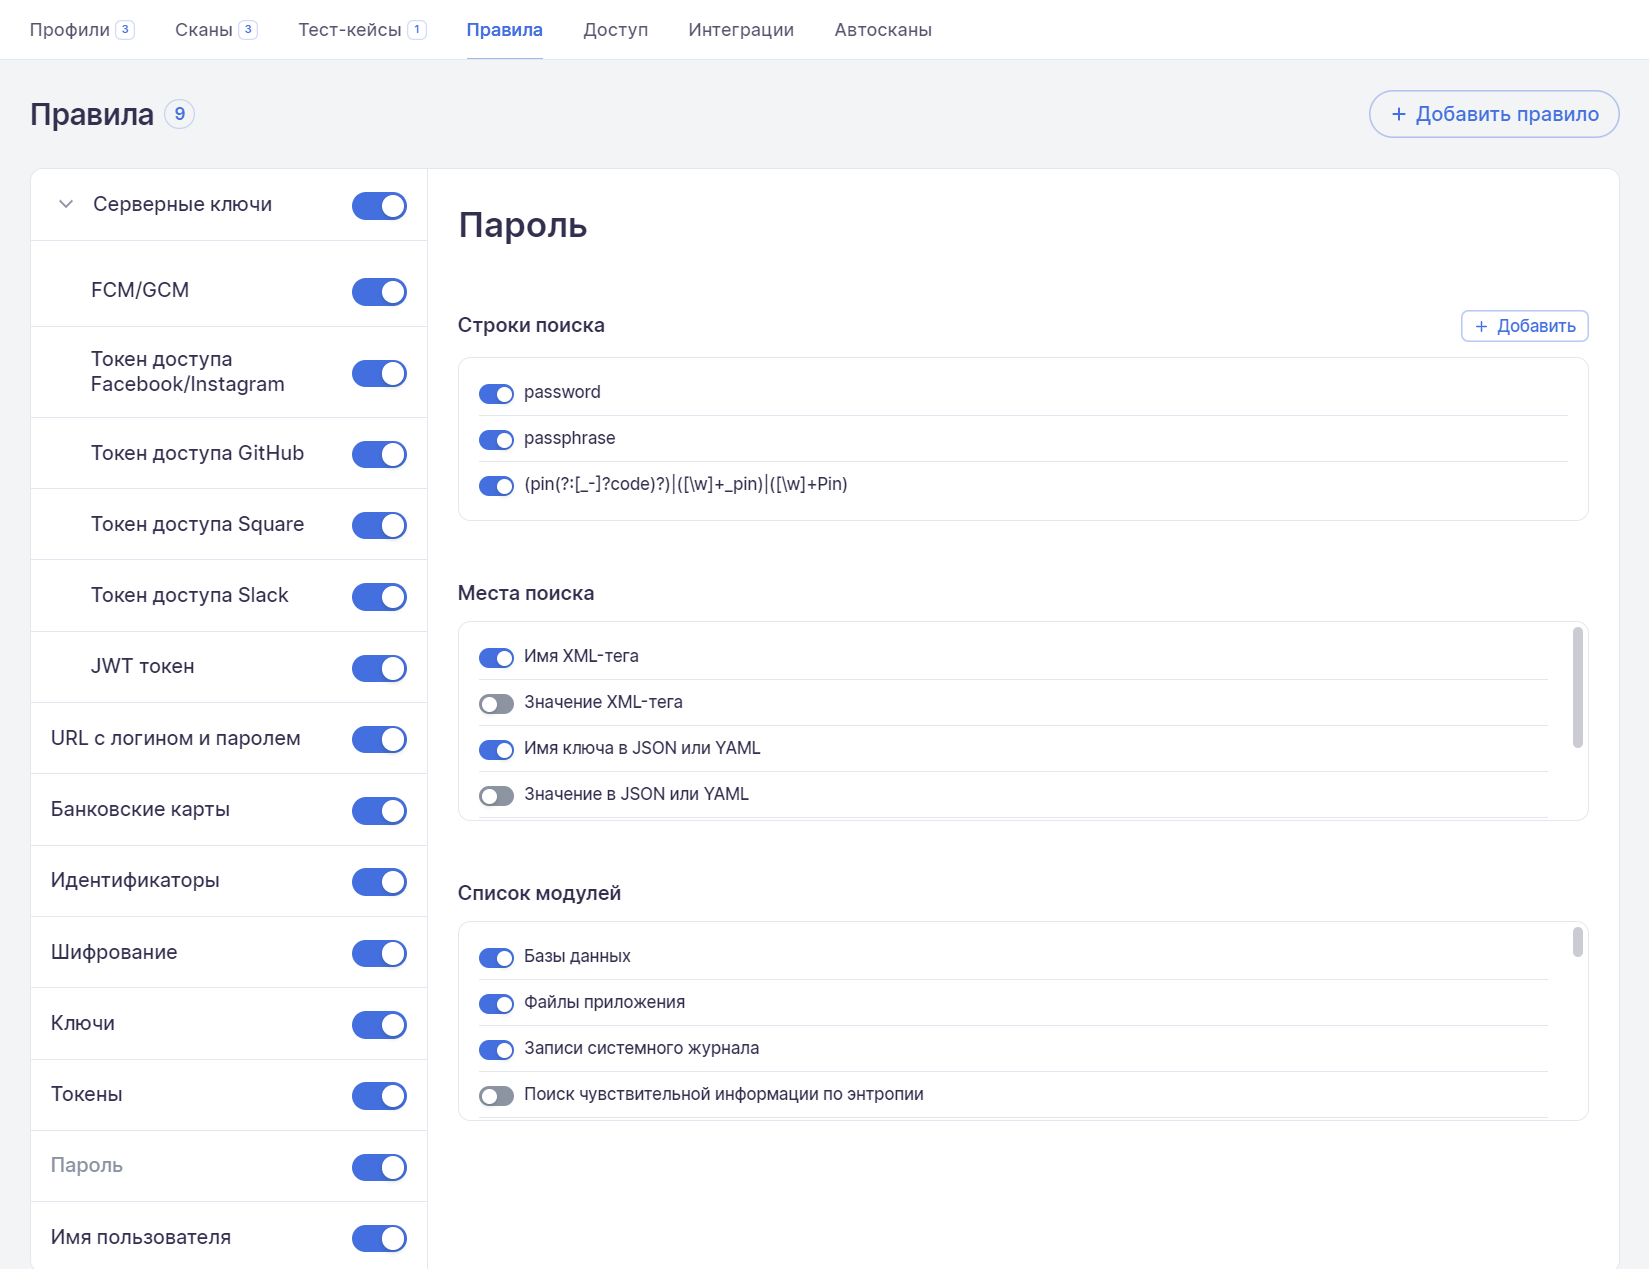 Профили 3 Сканы 3 Тест-кейсы 1 Правила Доступ Интеграции Автосканы
Правила 9
+ Добавить правило
Серверные ключи
FCM/GCM
Токен доступа
Facebook/Instagram
Токен доступа GitHub
Токен доступа Square
Токен доступа Slack
JWT токен
URL с логином и паролем
Банковские карты
Идентификаторы
Шифрование
Ключи
Токены
Пароль
Имя пользователя
Пароль
Строки поиска
+ Добавить
password
passphrase
(pin(?:[_-]?code)?)|([\w]+_pin)|([\w]+Pin)
Места поиска
Имя XML-тега
Значение XML-тега
Имя ключа в JSON или YAML
Значение в JSON или YAML
Список модулей
Базы данных
Файлы приложения
Записи системного журнала
Поиск чувствительной информации по энтропии